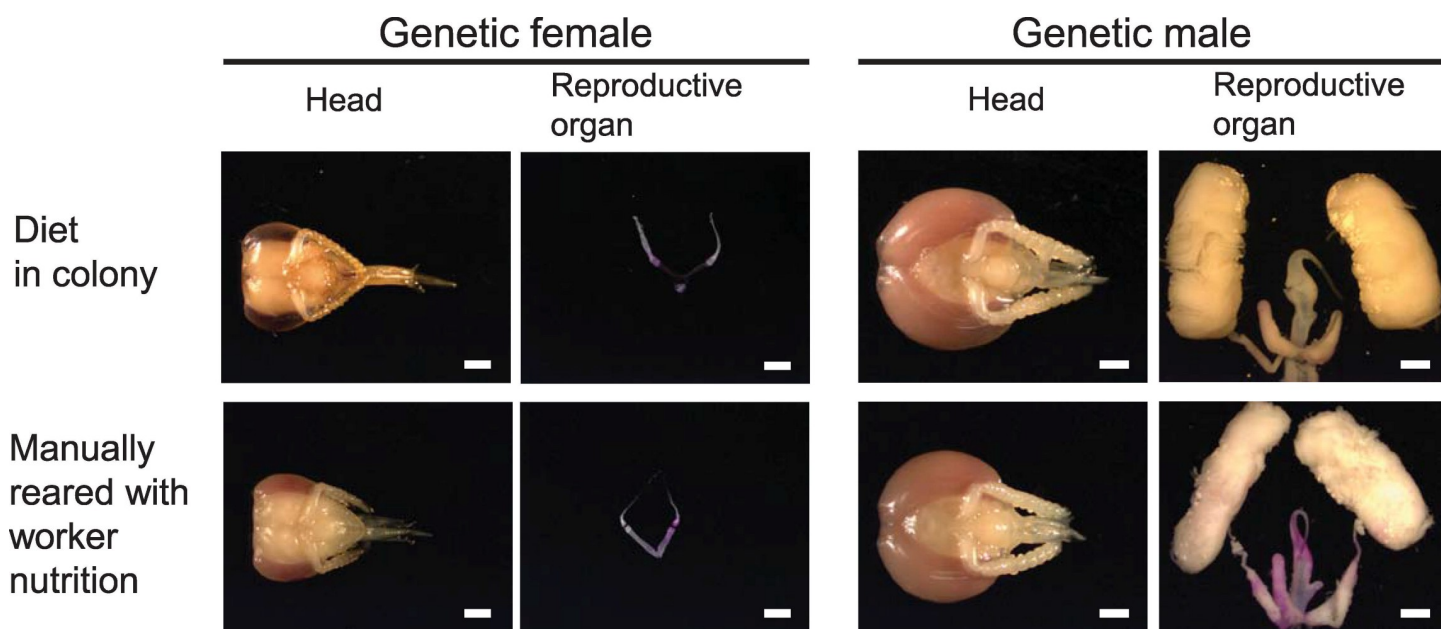 Genetic female
Genetic male
Head
Reproductive
organ
Head
Reproductive
organ
Diet
in colony
Manually
reared with
worker
nutrition